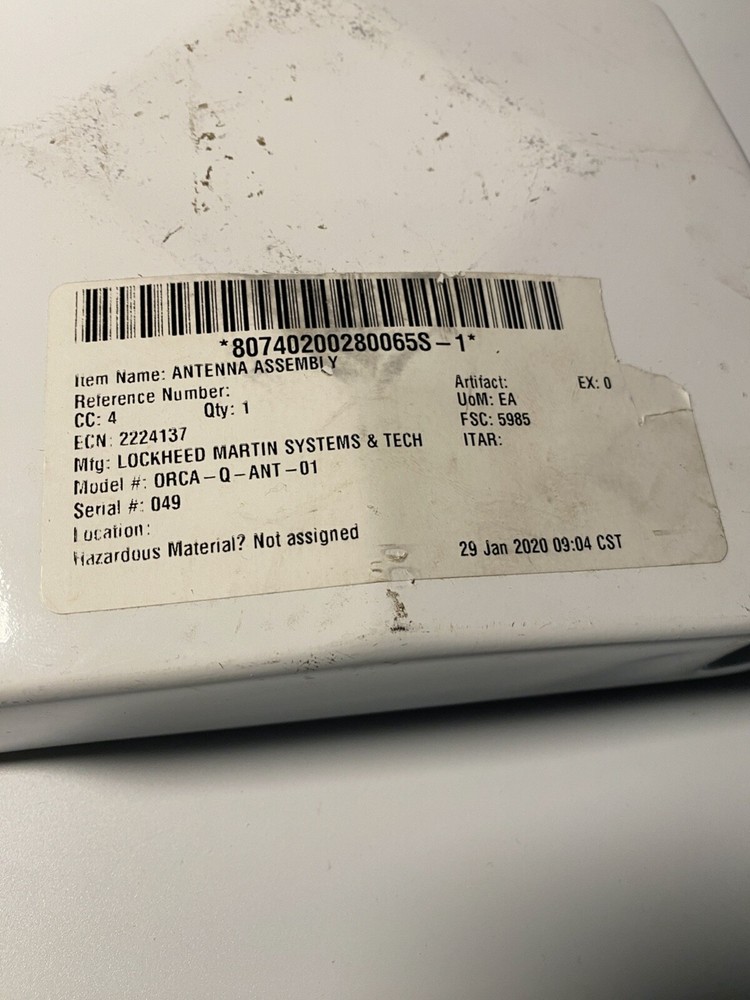 *80740200280065S-1*
Item Name: ANTENNA ASSEMBLY
Reference Number:
Artifact: EX: 0
CC: 4 Qty: 1 UoM: EA
ECN: 2224137 FSC: 5985
Mfg: LOCKHEED MARTIN SYSTEMS & TECH ITAR:
Model #: ORCA-Q-ANT-01
Serial #: 049
Location:
Hazardous Material? Not assigned
29 Jan 2020 09:04 CST